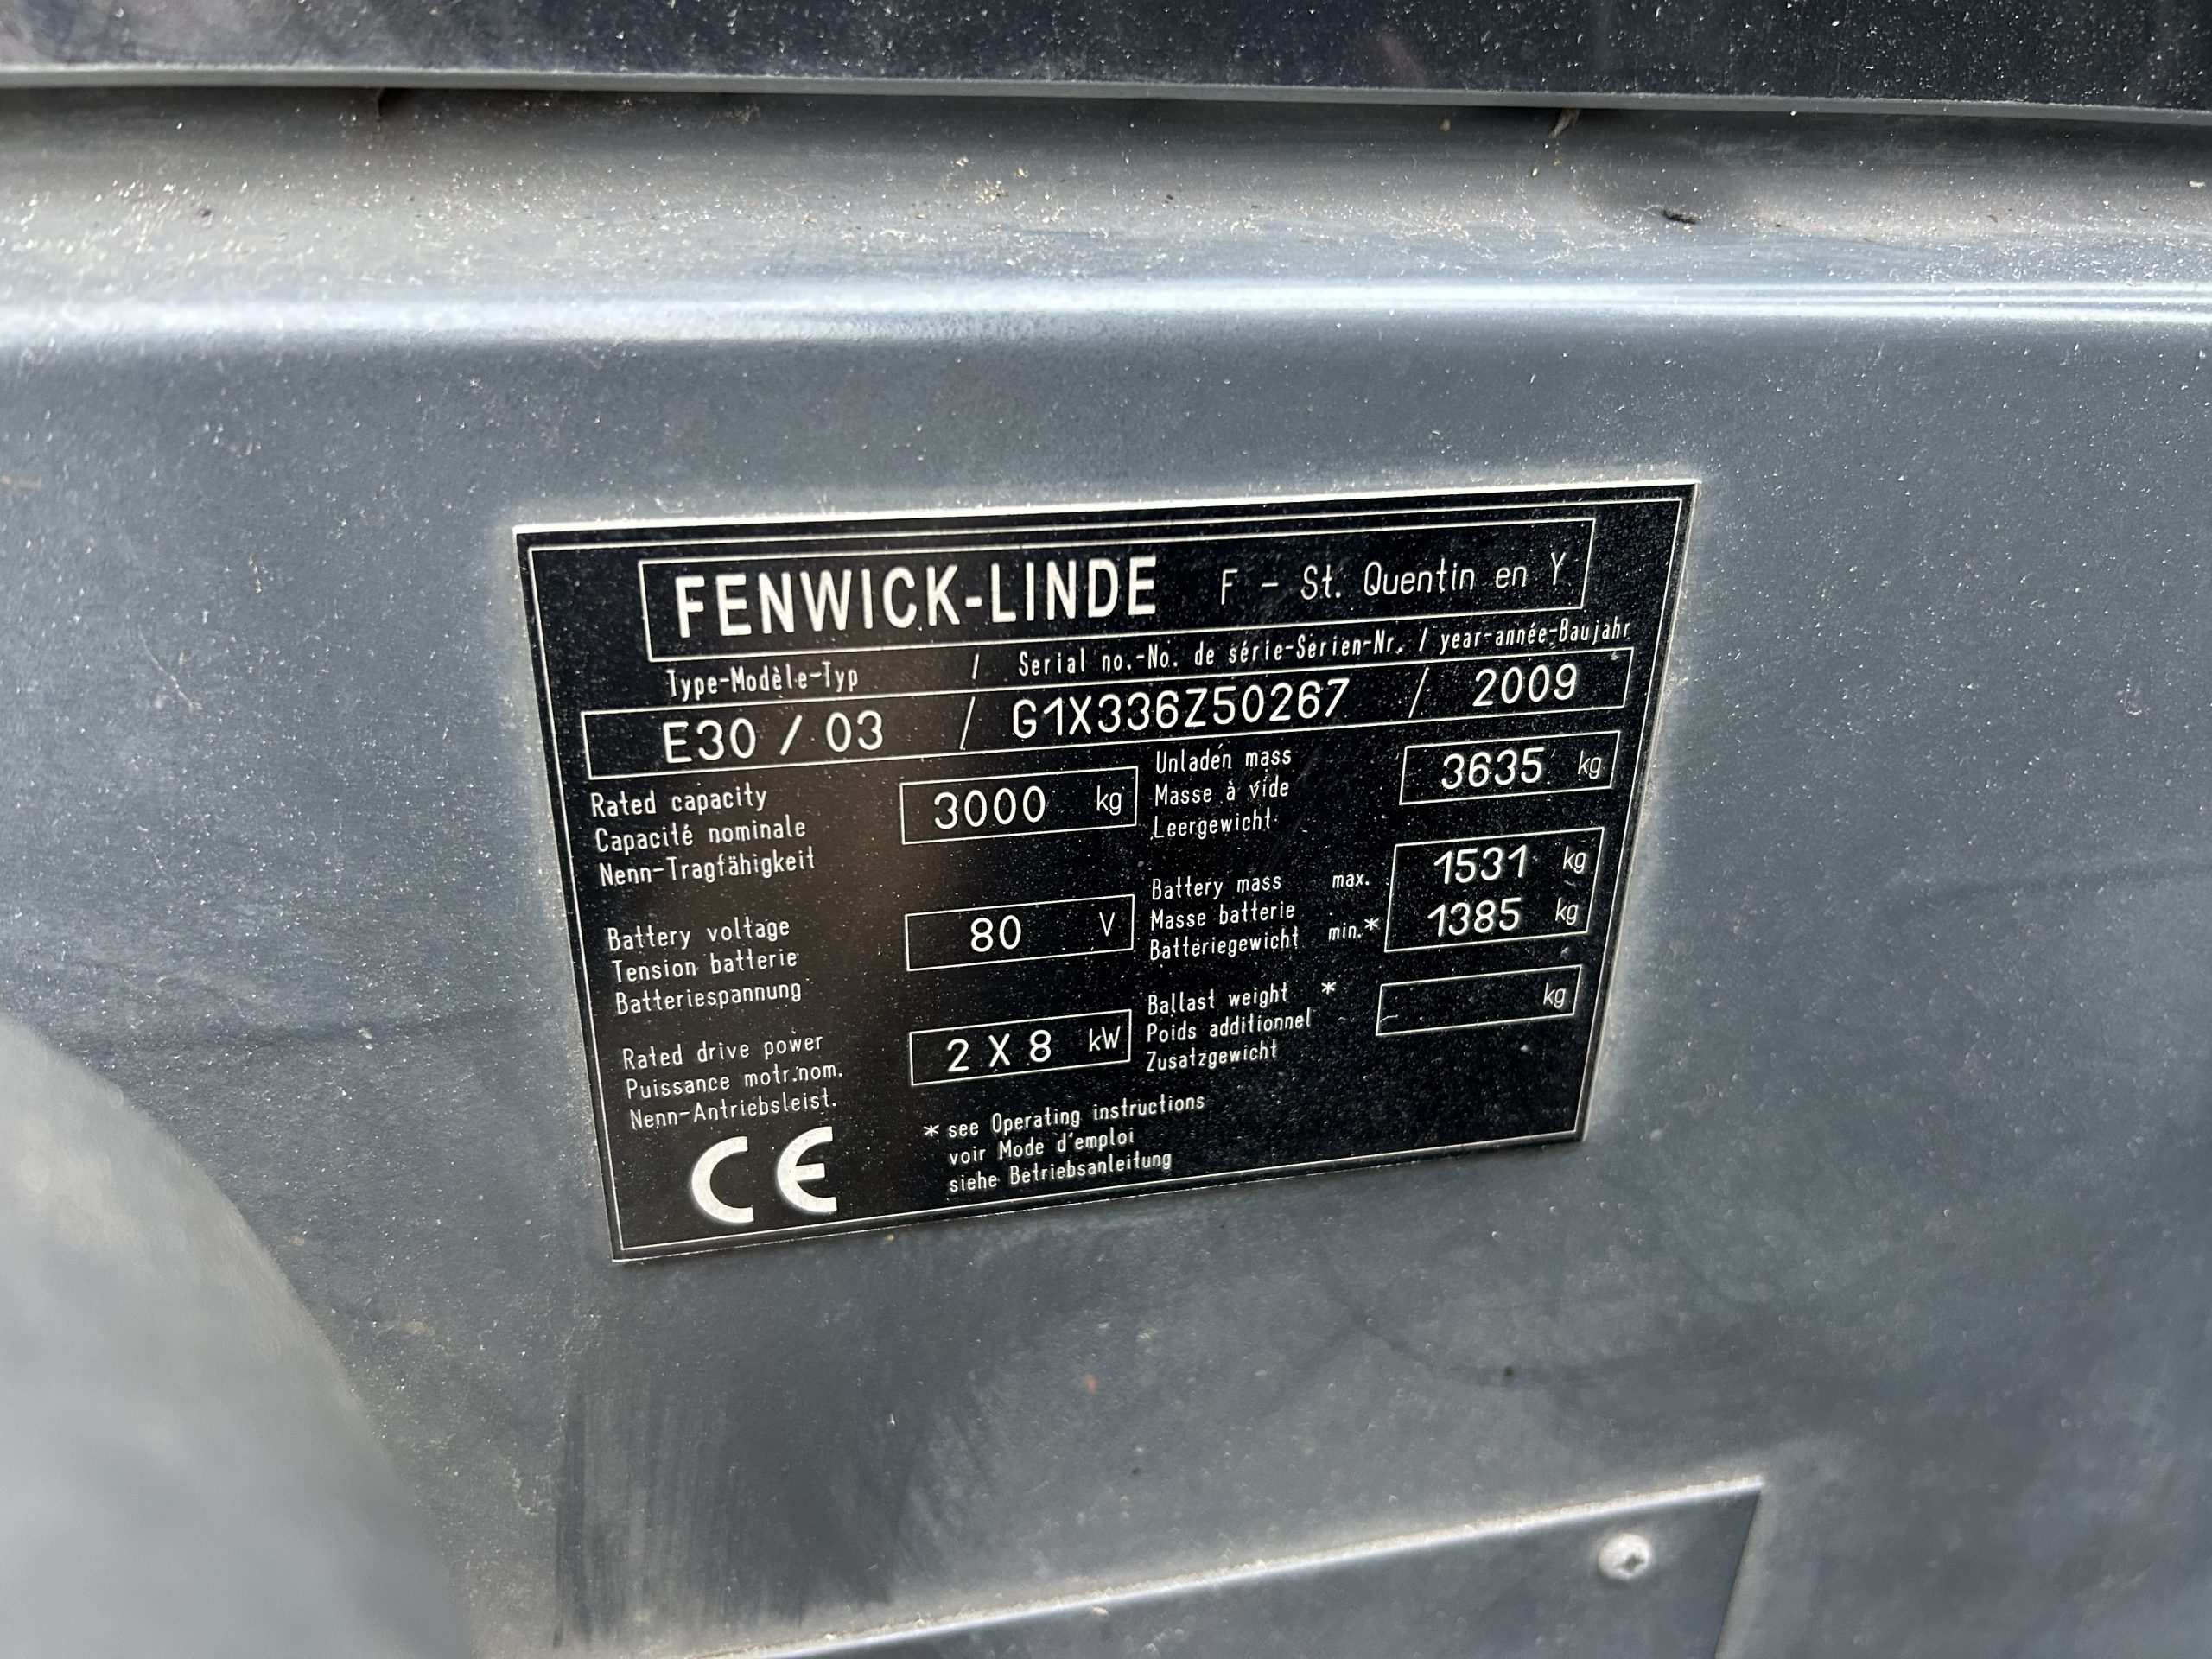 FENWICK-LINDE F - St. Quentin en Y
Type-Modèle-Typ / Serial no.-No. de série-Serien-Nr. / year-année-Baujahr
E30 / 03 / G1X336Z50267 / 2009
Rated capacity
Capacité nominale
Nenn-Tragfähigkeit
3000 kg
Unladen mass
Masse à vide
Leergewicht
3635 kg
Battery voltage
Tension batterie
Batteriespannung
80 V
Battery mass max.
Masse batterie
Batteriegewicht min.*
1531 kg
1385 kg
Rated drive power
Puissance motr.nom.
Nenn-Antriebsleist.
2 X 8 kW
Ballast weight *
Poids additionnel
Zusatzgewicht
kg
CE
* see Operating instructions
voir Mode d'emploi
siehe Betriebsanleitung